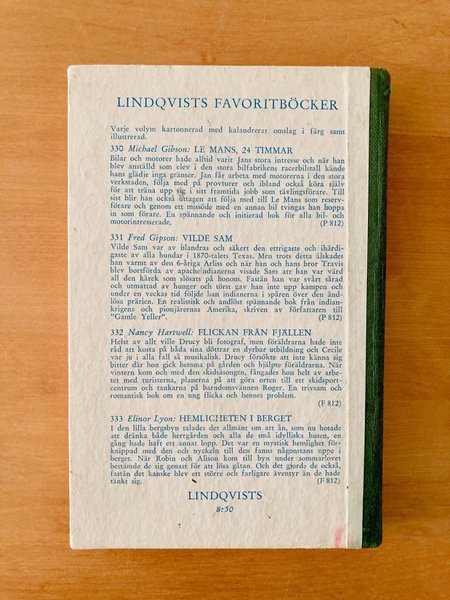 LINDQVISTS FAVORITBÖCKER
Varje volym kartonnerad med kalandrerat omslag i färg samt
illustrerad.
330 Michael Gibson: LE MANS, 24 TIMMAR
Bilar och motorer hade alltid varit Jans stora intresse och när han
blev anställd som elev i den stora bilfabrikens racerbilstall kände
hans glädje inga gränser. Jan får arbeta med motorerna i den stora
verkstaden, följa med på provturer och ibland också köra själv
för att träna upp sig i sitt framtida jobb som tävlingsförare. Till
sist blir han också uttagen att följa med till Le Mans som reserv-
förare och genom ett missöde med en annan bil tvingas han hoppa
in som förare. En spännande och initierad bok för alla bil- och
motorintresserade. (P 812)
331 Fred Gipson: VILDE SAM
Vilde Sam var av blandras och säkert den ettrigaste och ihärdi-
gaste av alla hundar i 1870-talets Texas. Men trots detta älskades
han varmt av den 6-åriga Arliss och när han och hans bror Travis
blev bortförda av apacheindianerna visade Sam att han var värd
all den kärek som slösats på honom. Fastän han var svårt sårad
och utmattad av hunger och törst gav han inte upp kampen och
under en veckas tid följde han indianerna i spåren över den änd-
lösa prärien. En realistisk och andlöst spännande bok från indian-
krigens och pionjärernas Amerika, skriven av författaren till
"Gamle Yeller". (P 812)
332 Nancy Hartwell: FLICKAN FRÅN FJÄLLEN
Helst av allt ville Drucy bli fotograf, men föräldrarna hade inte
råd att kosta på båda sina döttrar en dyrbar utbildning och Cecile
var ju i alla fall så musikalisk. Drucy försökte att inte känna sig
bitter där hon gick hemma på gården och hjälpte föräldrarna. När
vintern kom och med den skidsäsongen, fångades hon helt av arbe-
tet med turisterna, planerna på att göra orten till ett skidsport-
centrum och tankarna på barndomsvännen Roger. En trivsam och
romantisk bok om en ung flicka och hennes problem.
(F 812)
333 Elinor Lyon: HEMLIGHETEN I BERGET
I den lilla bergsbyn talades det allmänt om att ån, som nu hotade
att dränka både herrgården och alla de små idylliska husen, en
gång hade haft ett annat lopp. Det var en mystisk hemlighet för-
knippad med den och nyckeln till den fanns någonstans uppe i
berget. När Robin och Alison kom till byn under sommarlovet
bestämde de sig genast för att lösa gåtan. Och det gjorde de också,
fastän det kanske blev ett större och farligare äventyr än de hade
tänkt sig. (F 812)
LINDQVISTS
8:50